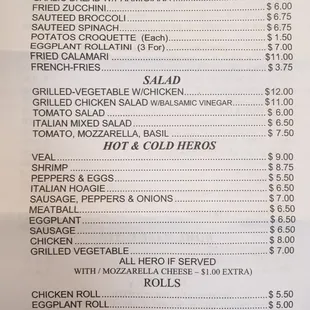 FRIED ZUCCHINI $ 6.00
SAUTEED BROCCOLI $ 6.75
SAUTEED SPINACH $ 6.75
POTATOS CROQUETTE (Each) $ 1.50
EGGPLANT ROLLATINI (3 For) $ 7.00
FRIED CALAMARI $11.00
FRENCH-FRIES $ 3.75
SALAD
GRILLED-VEGETABLE W/CHICKEN $12.00
GRILLED CHICKEN SALAD W/BALSAMIC VINEGAR $11.00
TOMATO SALAD $ 6.00
ITALIAN MIXED SALAD $ 6.50
TOMATO, MOZZARELLA, BASIL $ 7.50
HOT & COLD HEROS
VEAL $ 9.00
SHRIMP $ 8.75
PEPPERS & EGGS $ 5.50
ITALIAN HOAGIE $ 6.50
SAUSAGE, PEPPERS & ONIONS $ 7.00
MEATBALL $ 6.50
EGGPLANT $ 6.50
SAUSAGE $ 6.50
CHICKEN $ 8.00
GRILLED VEGETABLE $ 7.00
ALL HERO IF SERVED
WITH / MOZZARELLA CHEESE – $1.00 EXTRA)
ROLLS
CHICKEN ROLL $ 5.50
EGGPLANT ROLL $ 5.00